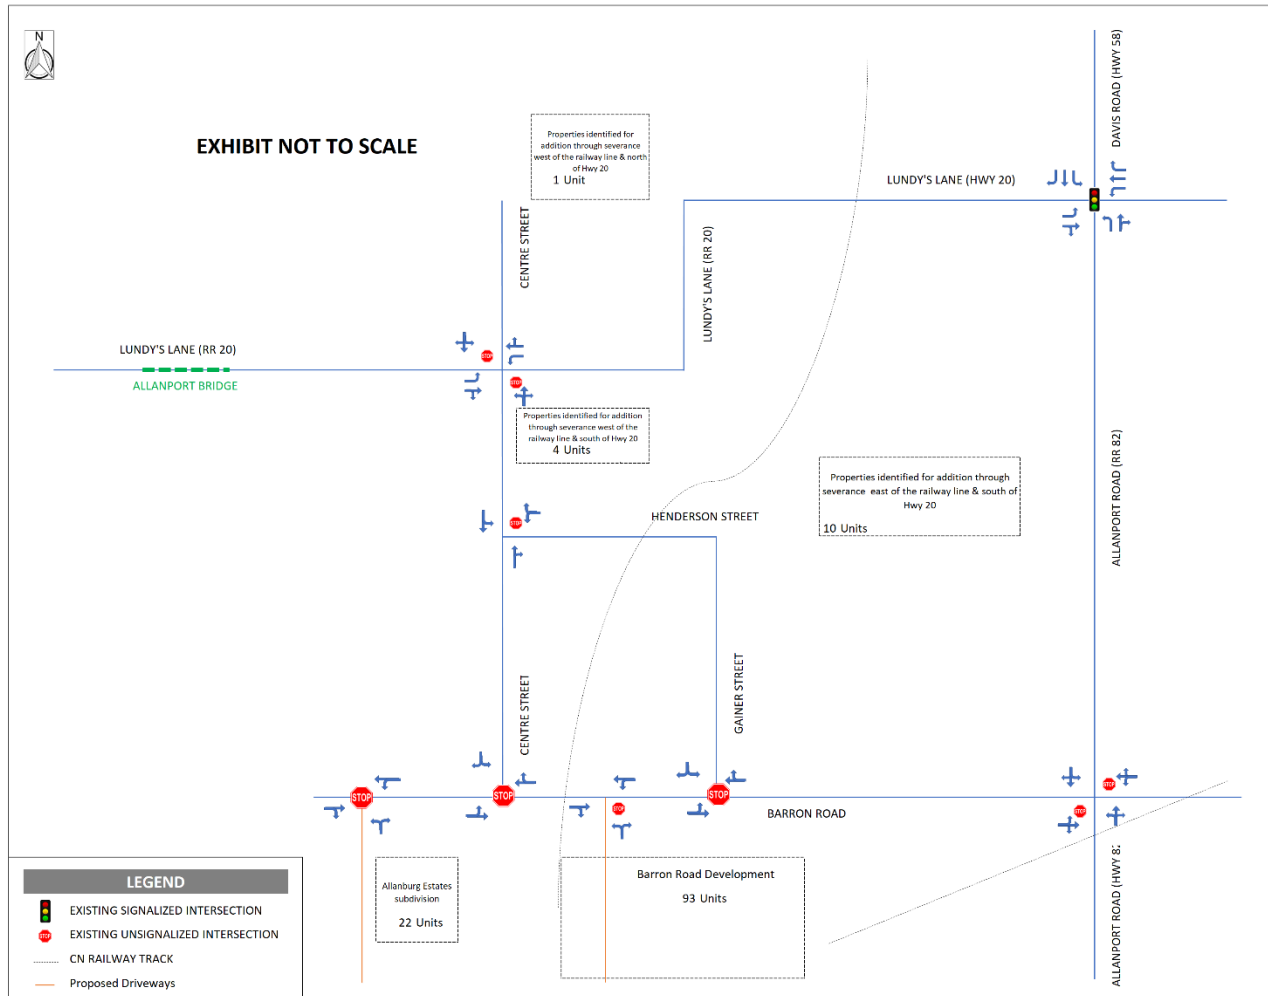 N
DAVIS ROAD (HWY 58)
EXHIBIT NOT TO SCALE
Properties identified for
addition through severance
west of the railway line & north
of Hwy 20
1 Unit
LUNDY'S LANE (HWY 20)
CENTRE STREET
LUNDY'S LANE (RR 20)
LUNDY'S LANE (RR 20)
ALLANPORT BRIDGE
STOP
STOP
Properties identified for addition
through severance west of the
railway line & south of Hwy 20
4 Units
ALLANPORT ROAD (RR 82)
Properties identified for addition through
severance east of the railway line & south of
Hwy 20
10 Units
HENDERSON STREET
STOP
CENTRE STREET
GAINER STREET
STOP
STOP
STOP
STOP
STOP
STOP
BARRON ROAD
ALLANPORT ROAD (HWY 82
Allanburg Estates
subdivision
22 Units
Barron Road Development
93 Units
LEGEND
EXISTING SIGNALIZED INTERSECTION
STOP
EXISTING UNSIGNALIZED INTERSECTION
CN RAILWAY TRACK
Proposed Driveways